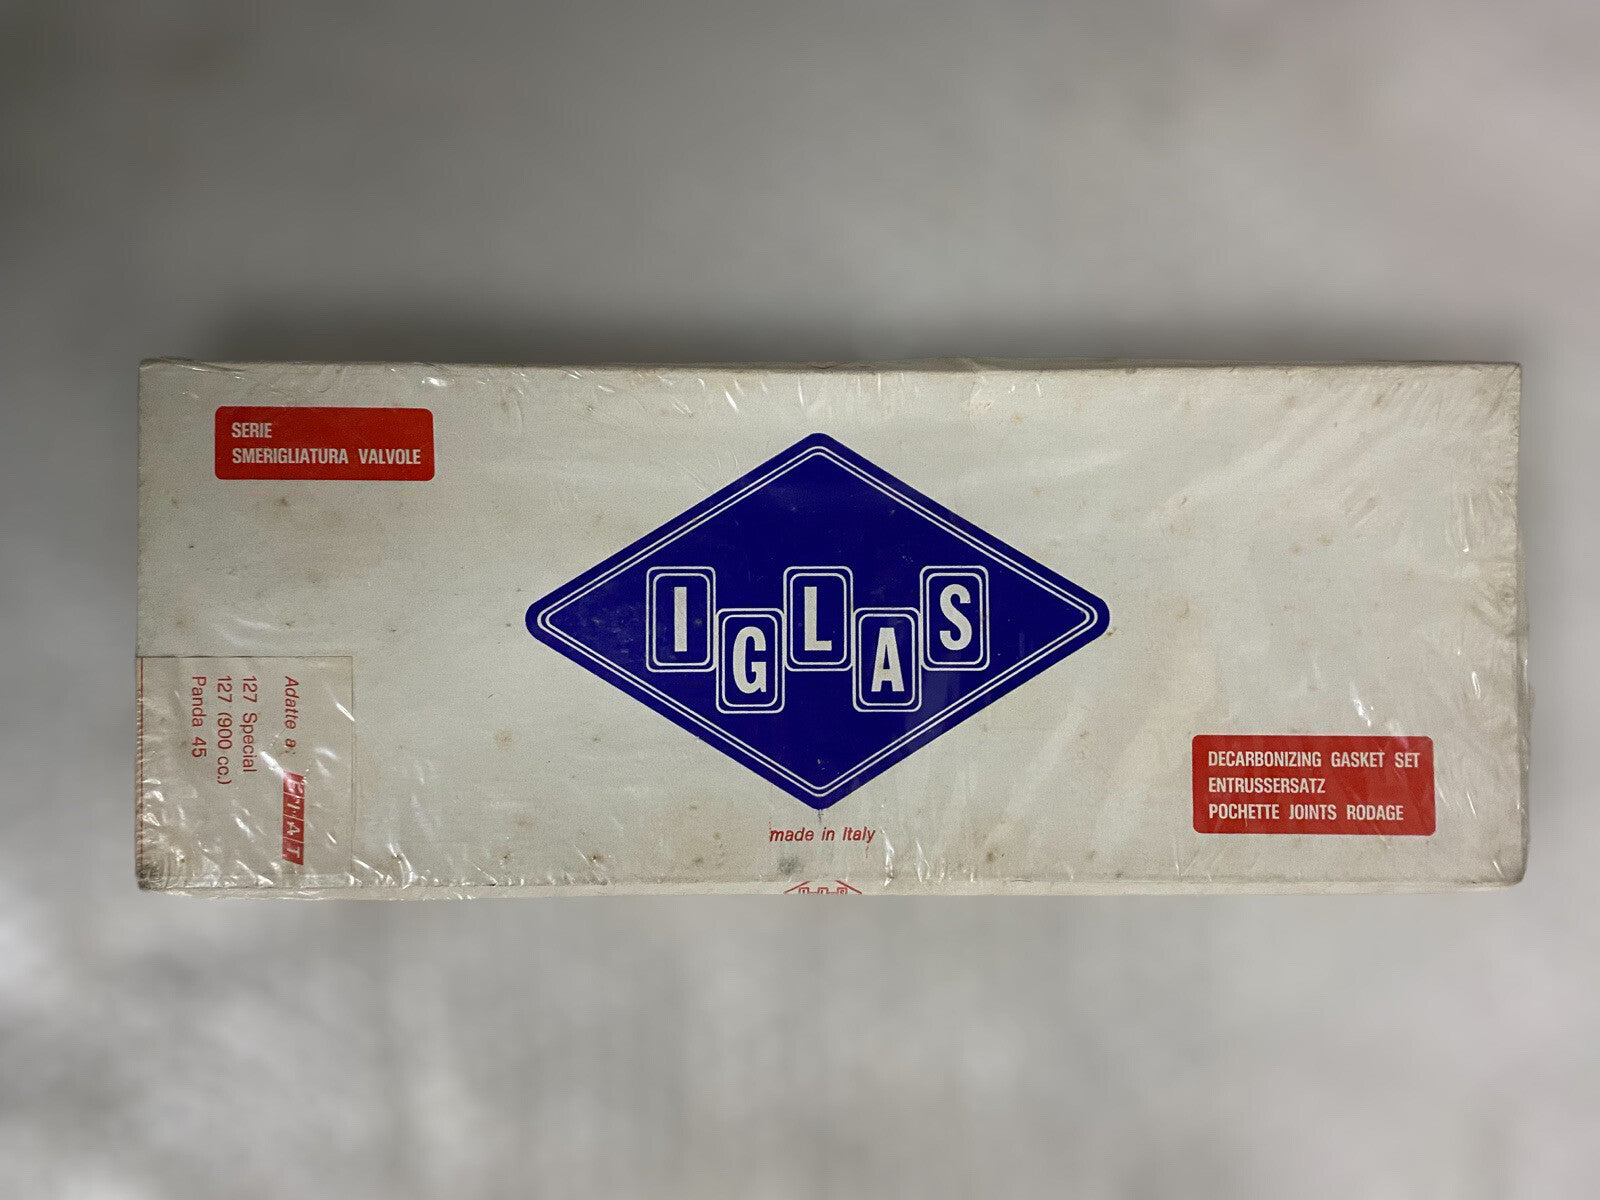 SERIE
SMERIGLIATURA VALVOLE
IGLAS
made in Italy
DECARBONIZING GASKET SET
ENTRUSSERSATZ
POCHETTE JOINTS RODAGE
Adatte a: FIAT
127 Special
127 (900 cc.)
Panda 45